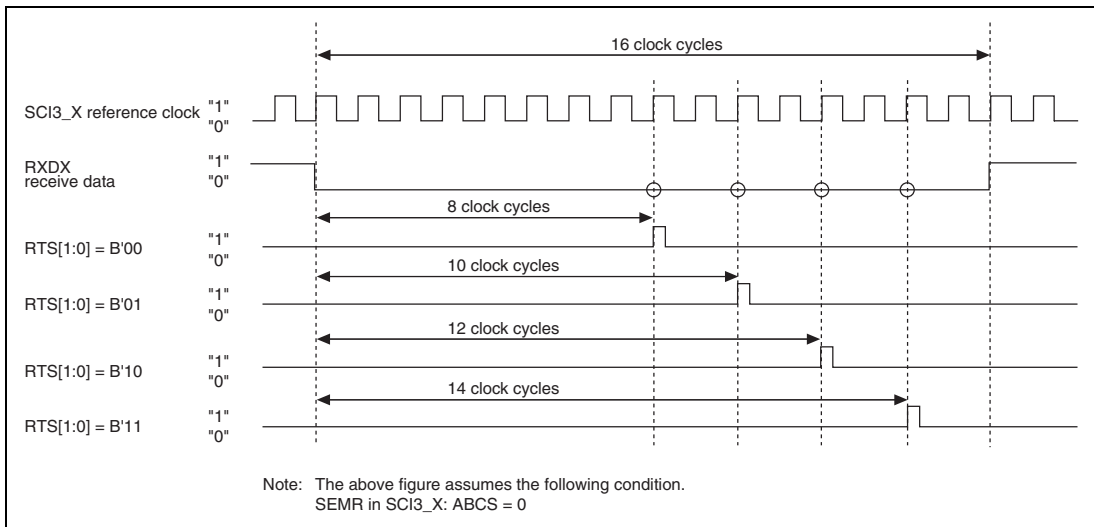 16 clock cycles
SCI3_X reference clock "1"
"0"
RXDX "1"
receive data "0"
8 clock cycles
RTS[1:0] = B'00 "1"
"0"
10 clock cycles
RTS[1:0] = B'01 "1"
"0"
12 clock cycles
RTS[1:0] = B'10 "1"
"0"
14 clock cycles
RTS[1:0] = B'11 "1"
"0"
Note: The above figure assumes the following condition.
SEMR in SCI3_X: ABCS = 0